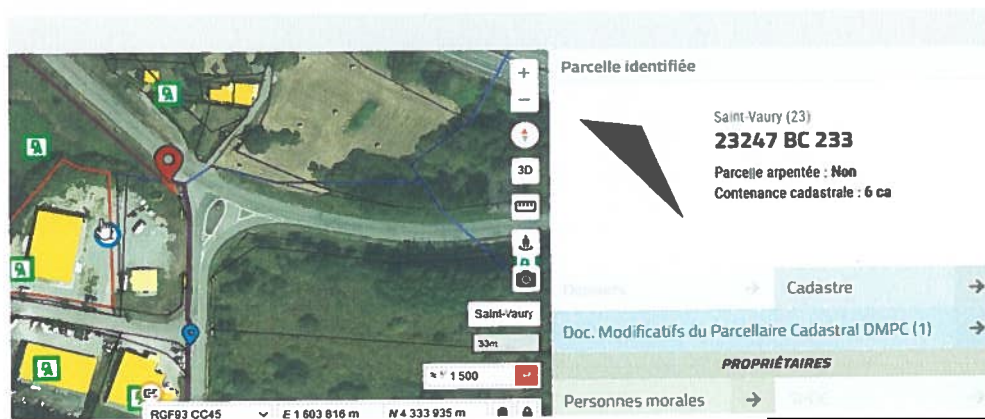 Parcelle identifiée
Saint-Vaury (23)
23247 BC 233
Parcelle arpentée : Non
Contenance cadastrale : 6 ca
+
−
3D
Saint-Vaury
33m
1 500
RGF93 CC45 E 1 603 816 m N 4 333 935 m
Cadastre →
Doc. Modificatifs du Parcellaire Cadastral DMPC (1) →
PROPRIÉTAIRES
Personnes morales →